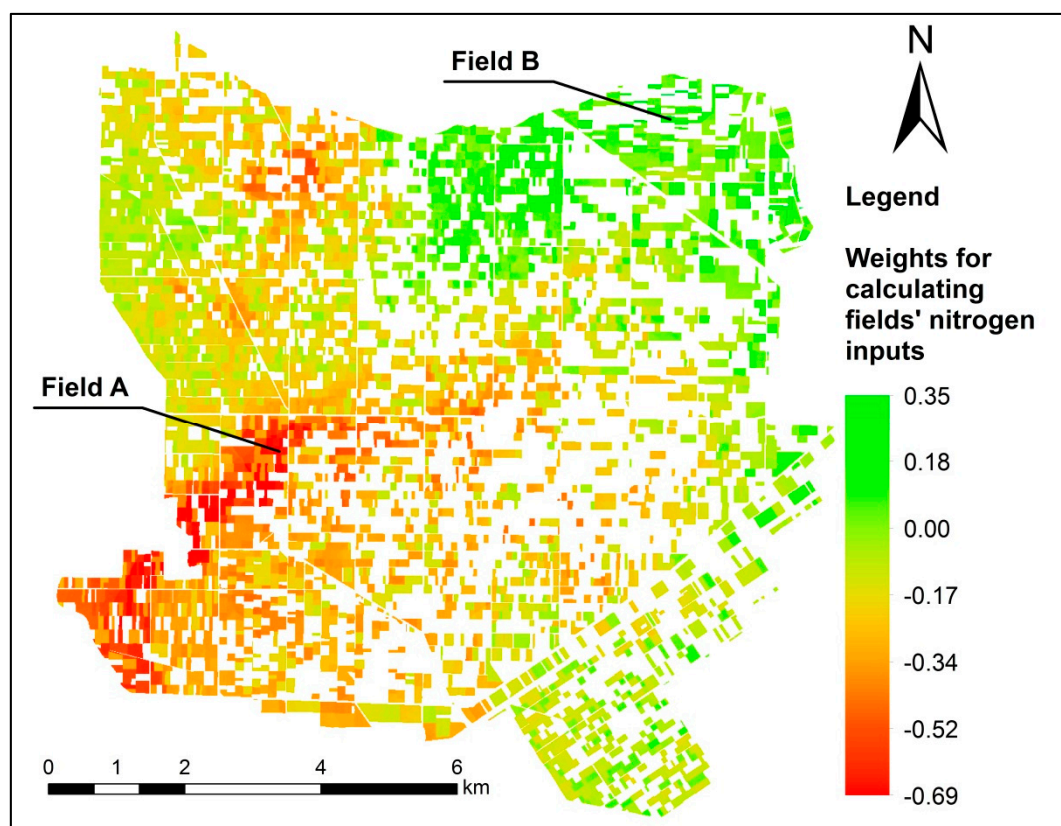 Field B
N
Field A
Legend
Weights for
calculating
fields' nitrogen
inputs
0.35
0.18
0.00
-0.17
-0.34
-0.52
-0.69
0 1 2 4 6
km